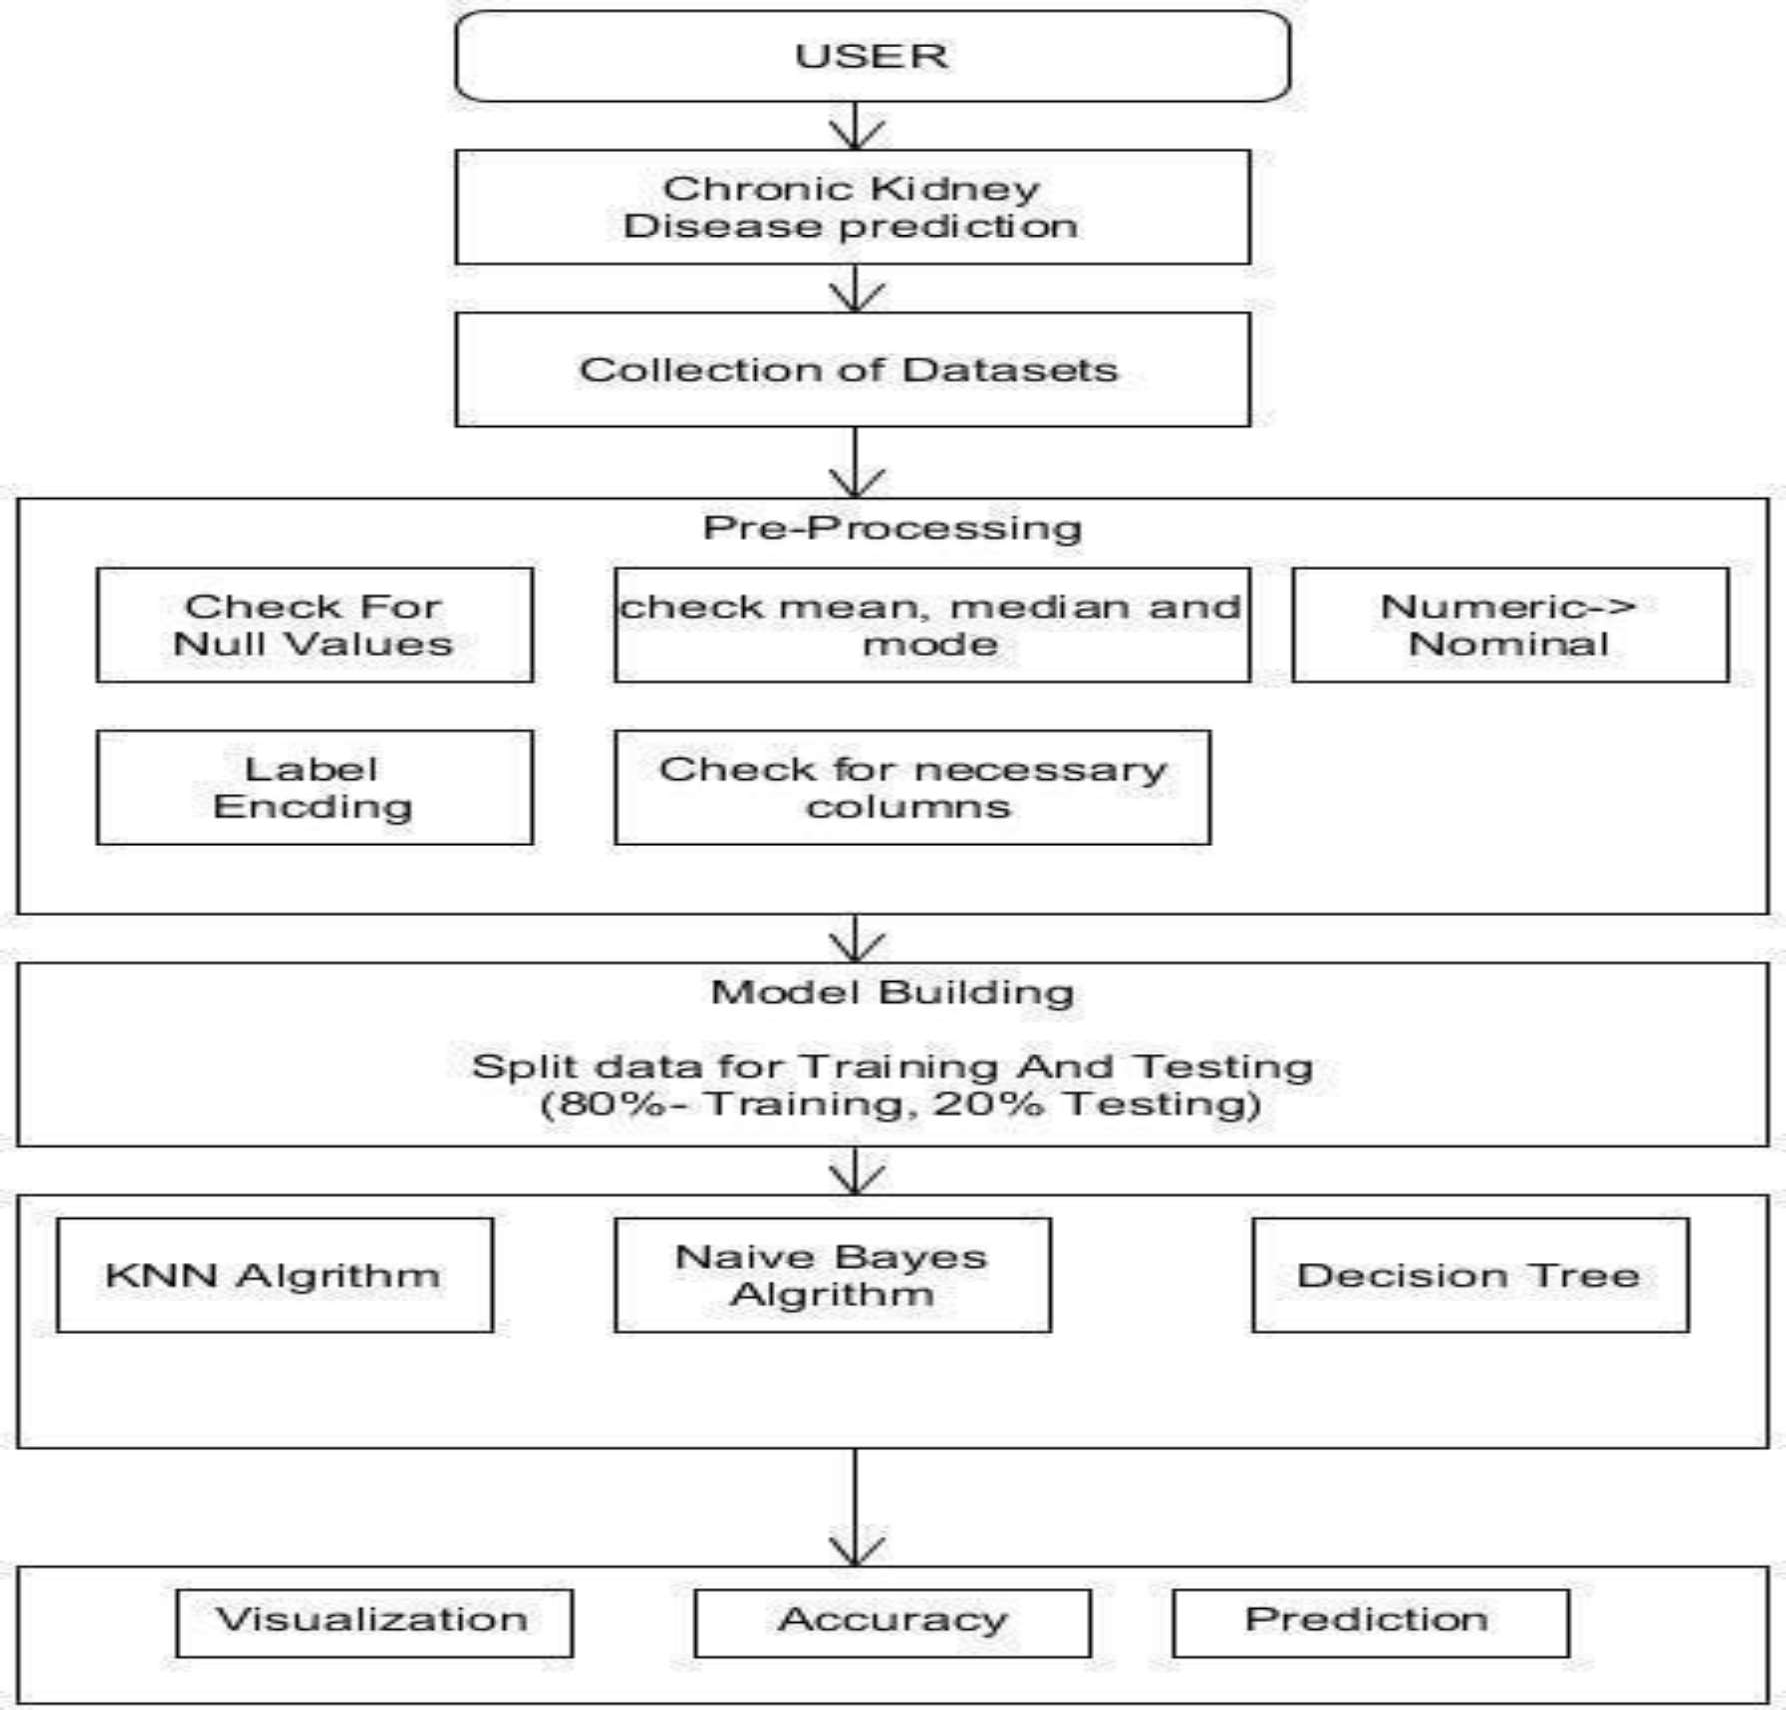 USER
Chronic Kidney
Disease prediction
Collection of Datasets
Pre-Processing
Check For
Null Values
check mean, median and
mode
Numeric->
Nominal
Label
Encding
Check for necessary
columns
Model Building
Split data for Training And Testing
(80%- Training, 20% Testing)
KNN Algrithm
Naive Bayes
Algrithm
Decision Tree
Visualization
Accuracy
Prediction